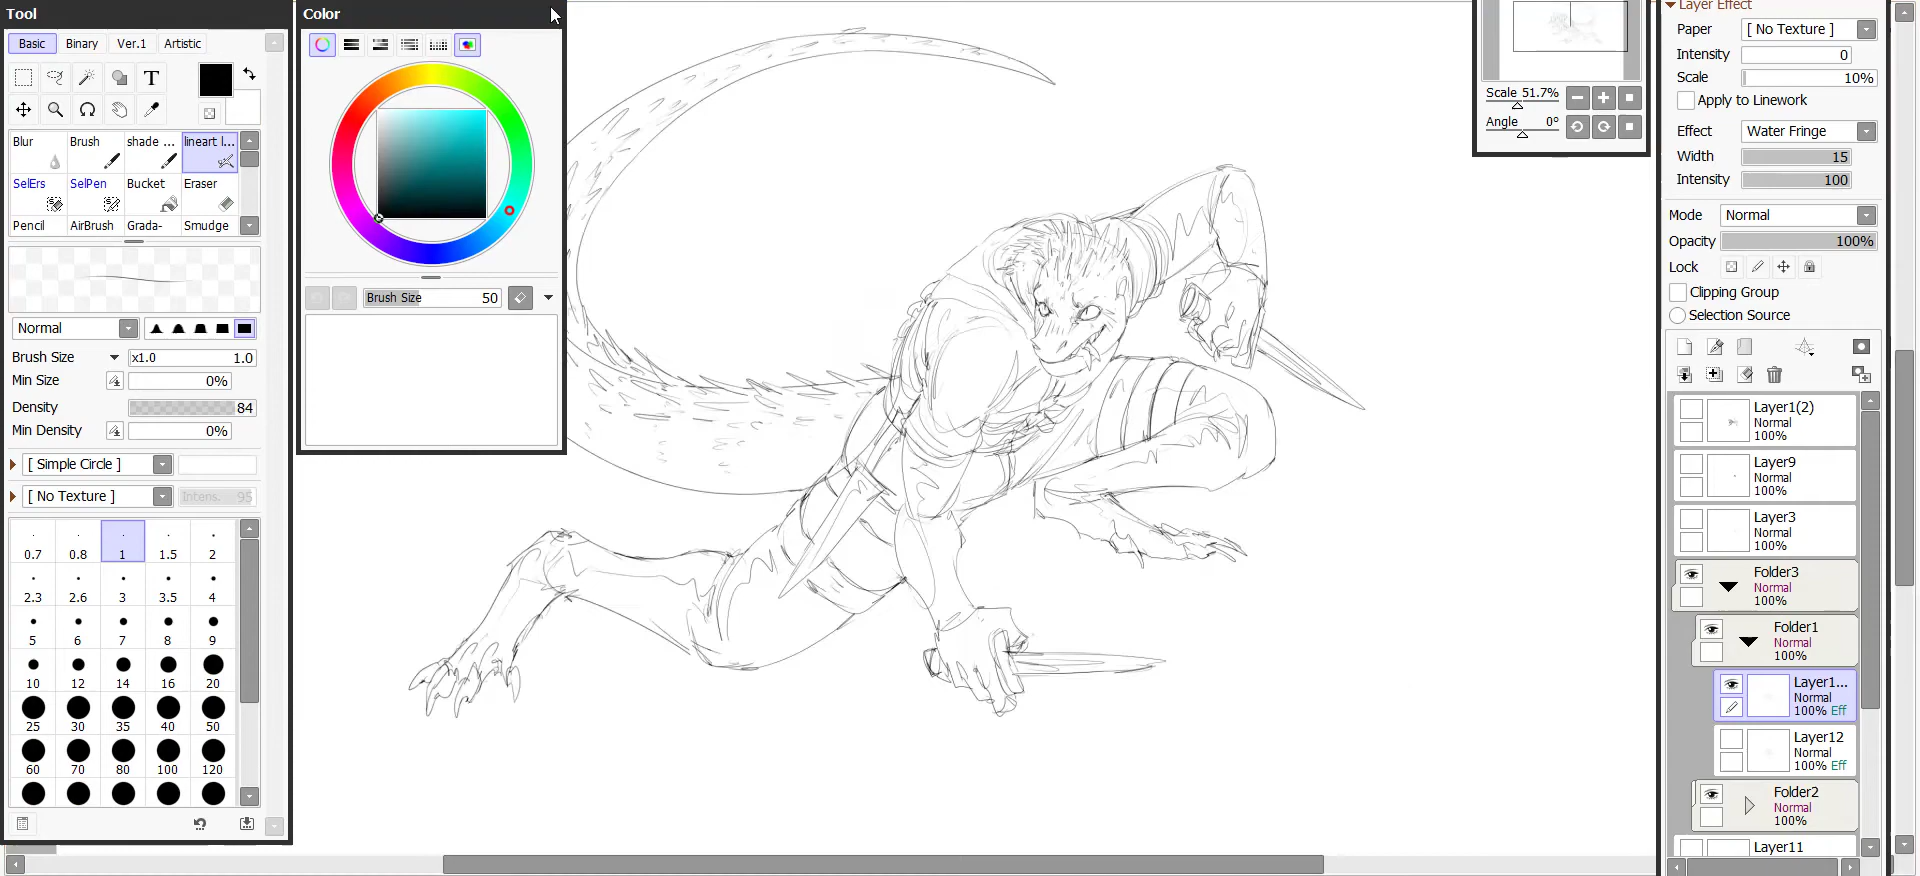 Tool
Basic Binary Ver.1 Artistic
T
Blur Brush shade ... lineart l...
SelErs SelPen Bucket Eraser
Pencil AirBrush Grada- Smudge
Normal
Brush Size x1.0 1.0
Min Size 0%
Density 84
Min Density 0%
[ Simple Circle ]
[ No Texture ] Intens. 95
0.7 0.8 1 1.5 2
2.3 2.6 3 3.5 4
5 6 7 8 9
10 12 14 16 20
25 30 35 40 50
60 70 80 100 120
Color
Brush Size 50
Scale 51.7%
Angle 0°
Layer Effect
Paper [ No Texture ]
Intensity 0
Scale 10%
Apply to Linework
Effect Water Fringe
Width 15
Intensity 100
Mode Normal
Opacity 100%
Lock
Clipping Group
Selection Source
Layer1(2)
Normal
100%
Layer9
Normal
100%
Layer3
Normal
100%
Folder3
Normal
100%
Folder1
Normal
100%
Layer1...
Normal
100% Eff
Layer12
Normal
100% Eff
Folder2
Normal
100%
Layer11